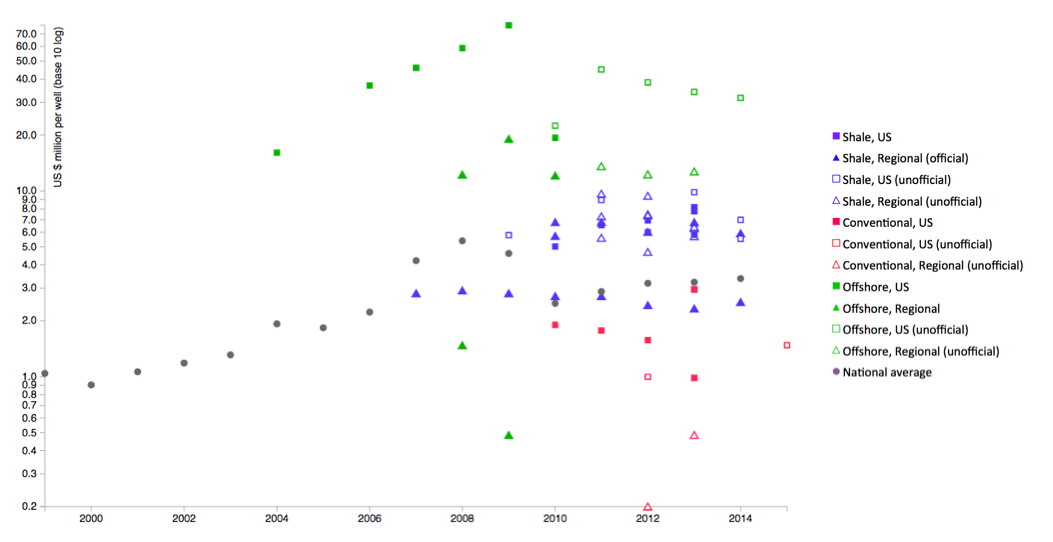 US $ million per well (base 10 log)
70.0
60.0
50.0
40.0
30.0
20.0
10.0
9.0
8.0
7.0
6.0
5.0
4.0
3.0
2.0
1.0
0.9
0.8
0.7
0.6
0.5
0.4
0.3
0.2
2000 2002 2004 2006 2008 2010 2012 2014
Shale, US
Shale, Regional (official)
Shale, US (unofficial)
Shale, Regional (unofficial)
Conventional, US
Conventional, US (unofficial)
Conventional, Regional (unofficial)
Offshore, US
Offshore, Regional
Offshore, US (unofficial)
Offshore, Regional (unofficial)
National average